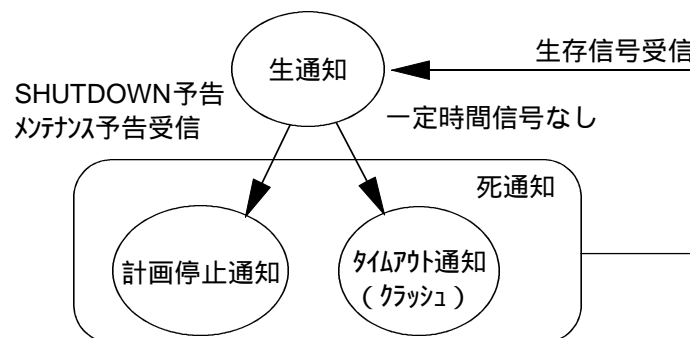 生通知
生存信号受信
SHUTDOWN予告
ﾒﾝﾃﾅﾝｽ予告受信
一定時間信号なし
死通知
計画停止通知
ﾀｲﾑｱｳﾄ通知
（ｸﾗｯｼｭ）